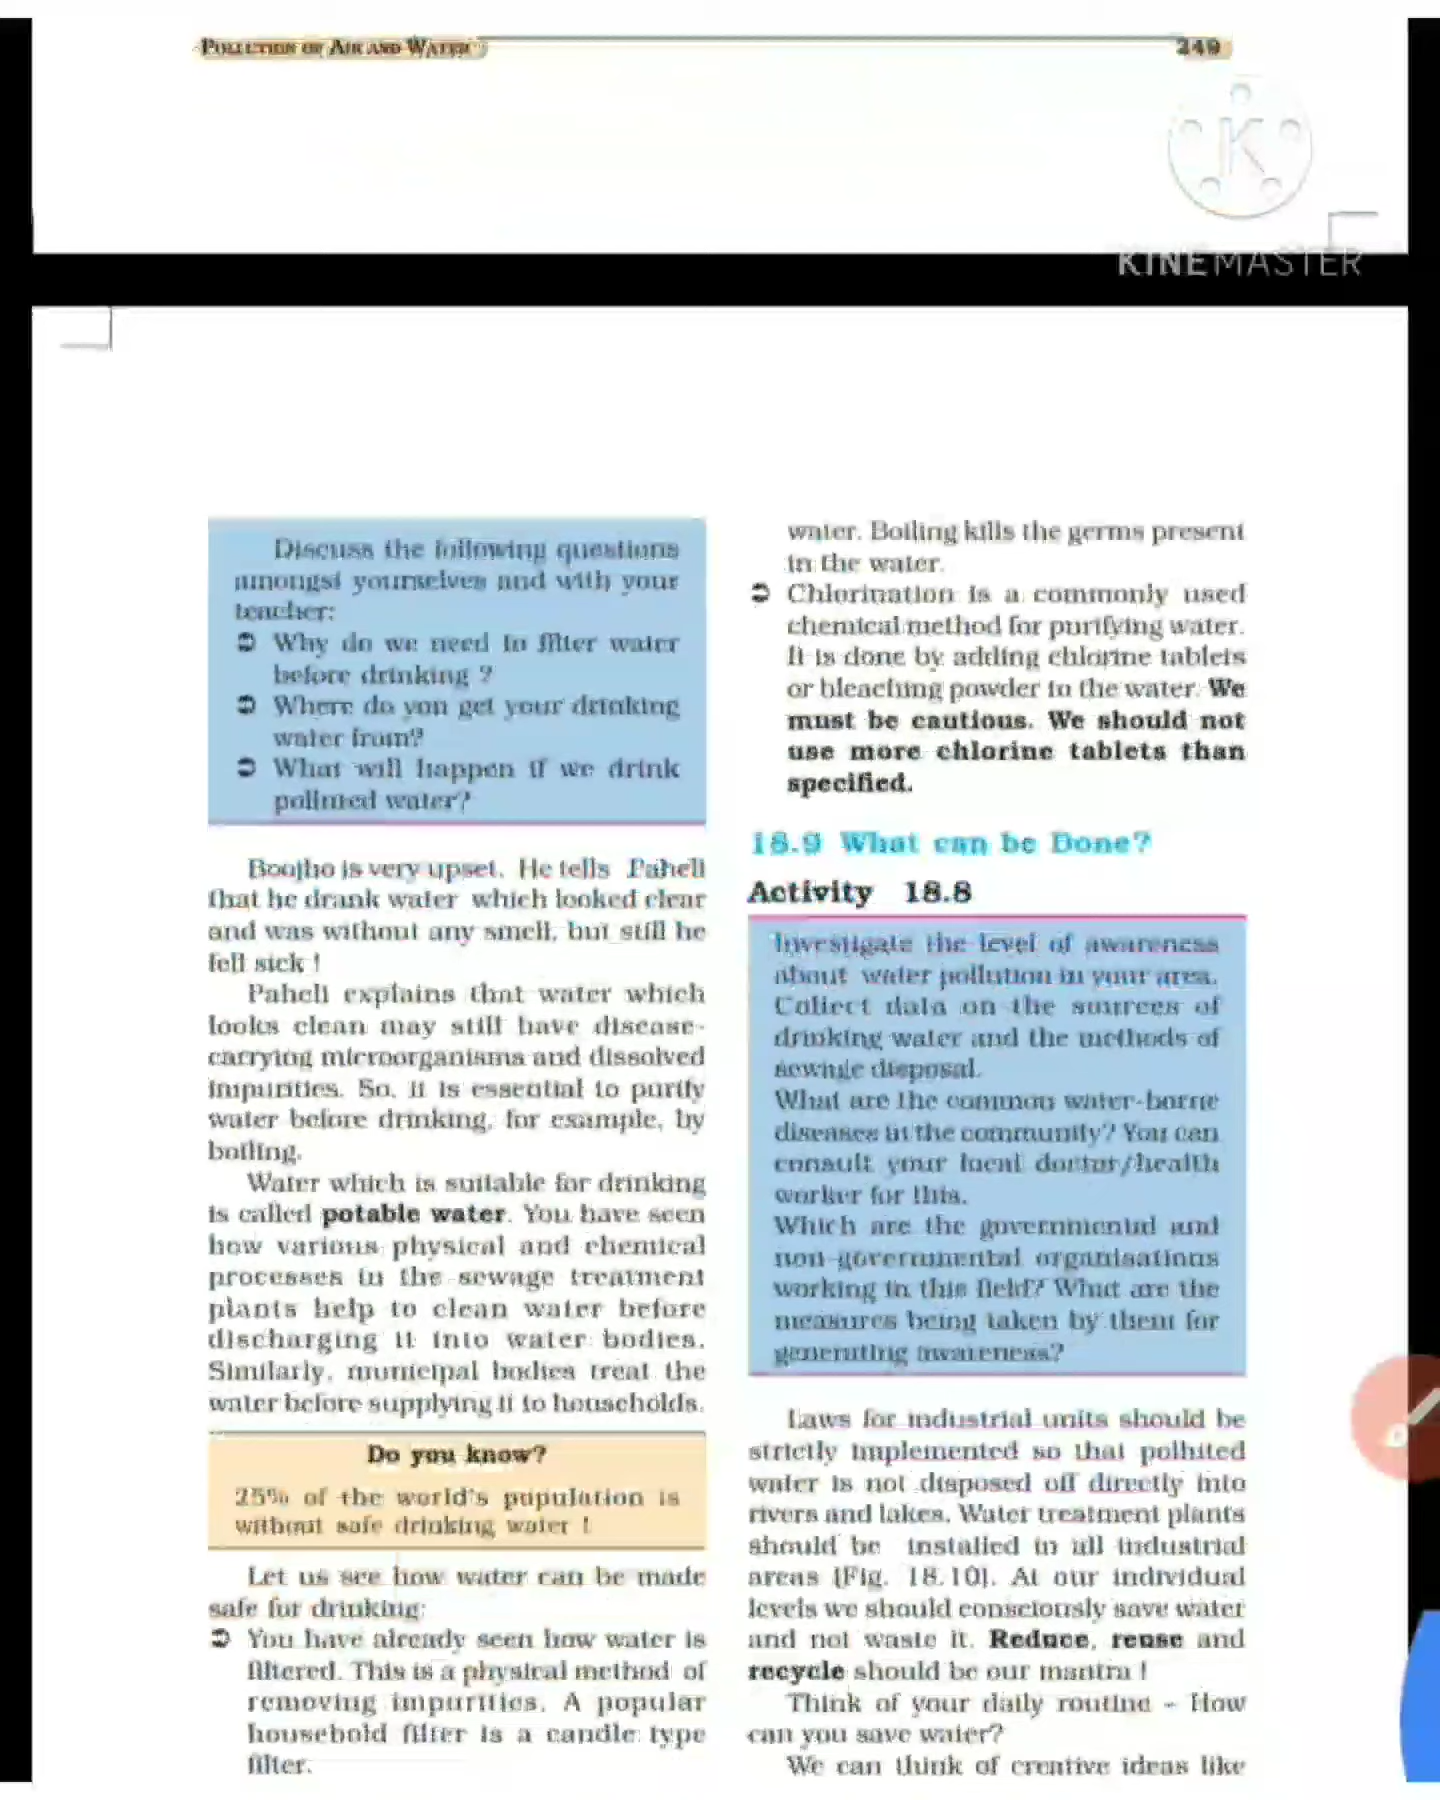 POLLUTION OF AIR AND WATER
249
K
KINEMASTER
Discuss the following questions
amongst yourselves and with your
teacher:
➲ Why do we need to filter water
before drinking ?
➲ Where do you get your drinking
water from?
➲ What will happen if we drink
polluted water?
Boojho is very upset. He tells Paheli
that he drank water which looked clear
and was without any smell, but still he
fell sick !
Paheli explains that water which
looks clean may still have disease-
carrying microorganisms and dissolved
impurities. So, it is essential to purify
water before drinking, for example, by
boiling.
Water which is suitable for drinking
is called potable water. You have seen
how various physical and chemical
processes in the sewage treatment
plants help to clean water before
discharging it into water bodies.
Similarly, municipal bodies treat the
water before supplying it to households.
Do you know?
25% of the world's population is
without safe drinking water !
Let us see how water can be made
safe for drinking:
➲ You have already seen how water is
filtered. This is a physical method of
removing impurities. A popular
household filter is a candle type
filter.
water. Boiling kills the germs present
in the water.
➲ Chlorination is a commonly used
chemical method for purifying water.
It is done by adding chlorine tablets
or bleaching powder to the water. We
must be cautious. We should not
use more chlorine tablets than
specified.
18.9 What can be Done?
Activity 18.8
Investigate the level of awareness
about water pollution in your area.
Collect data on the sources of
drinking water and the methods of
sewage disposal.
What are the common water-borne
diseases in the community? You can
consult your local doctor/health
worker for this.
Which are the governmental and
non-governmental organisations
working in this field? What are the
measures being taken by them for
generating awareness?
Laws for industrial units should be
strictly implemented so that polluted
water is not disposed off directly into
rivers and lakes. Water treatment plants
should be installed in all industrial
areas (Fig. 18.10). At our individual
levels we should consciously save water
and not waste it. Reduce, reuse and
recycle should be our mantra !
Think of your daily routine – How
can you save water?
We can think of creative ideas like